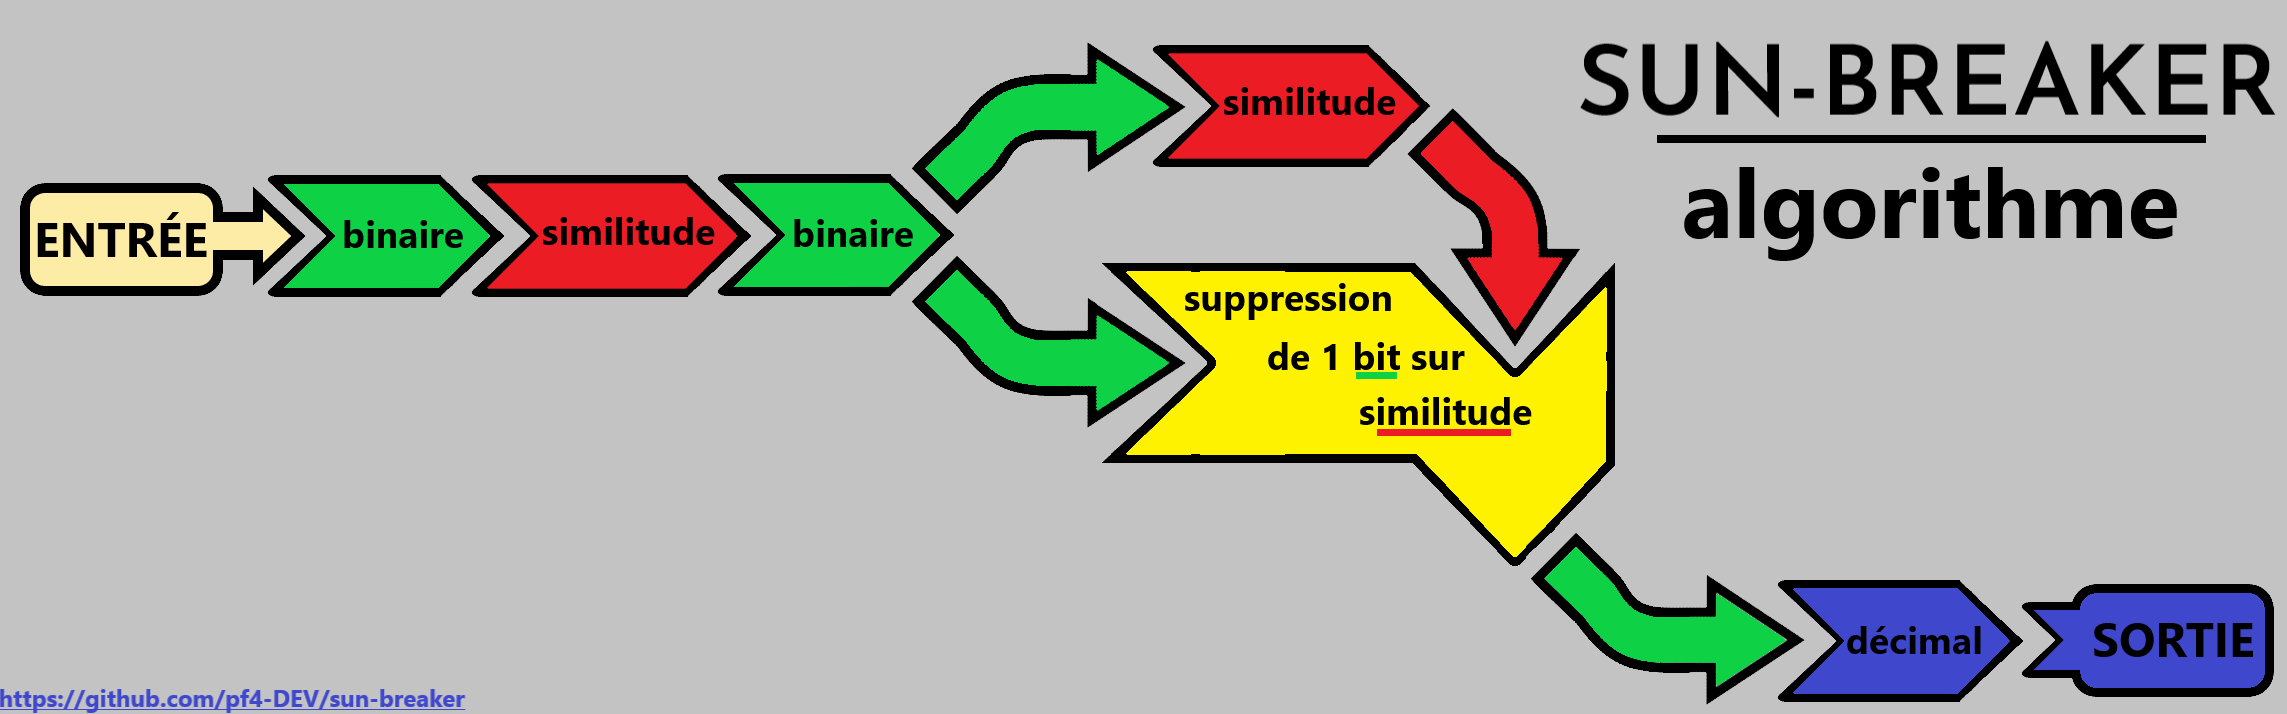 SUN-BREAKER
algorithme
ENTRÉE
binaire
similitude
binaire
similitude
suppression
de 1 bit sur
similitude
décimal
SORTIE
https://github.com/pf4-DEV/sun-breaker